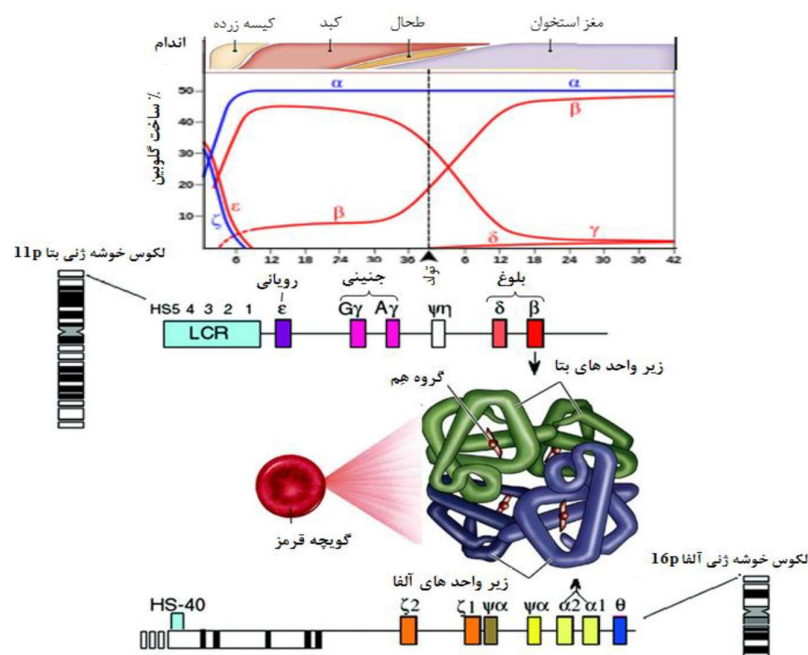 اندام
کیسه زرده
کبد
طحال
مغز استخوان
% ساخت گلوبین
50
40
30
20
10
α
α
β
ε
ζ
β
γ
δ
6 12 18 24 30 36 تولد 6 12 18 24 30 36 42
لکوس خوشه ژنی بتا 11p
رویانی
جنینی
بلوغ
HS5 4 3 2 1
ε
Gγ Aγ
ψη
δ β
LCR
زیر واحد های بتا
گروه هِم
گویچه قرمز
زیر واحد های آلفا
لکوس خوشه ژنی آلفا 16p
HS-40
ζ2 ζ1 ψα ψα α2 α1 θ